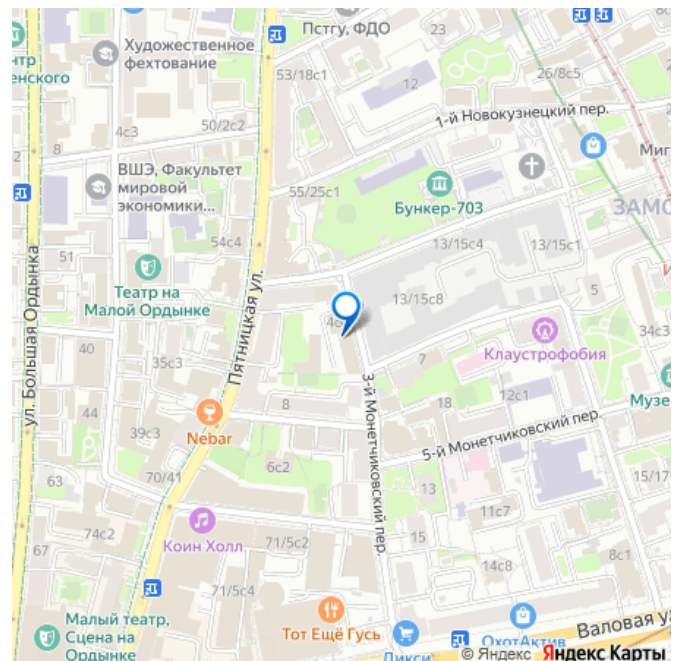 Пстгу, ФДО
23
Художественное
фехтование
нтр
енского
53/18с1
12
26/8с5
4с3
50/2с2
1-й Новокузнецкий пер.
8
ВШЭ, Факультет
мировой
экономики...
55/25с1
Бункер-703
Миг
ЗАМО
54с4
13/15с4
13/15с1
51
Театр на
Малой Ордынке
Пятницкая ул.
ул. Большая Ордынка
13/15с8
5
40
35с3
34с3
7
Клаустрофобия
3-й Монетчиковский пер.
Музе
44
8
18
12с1
39с3
Nebar
5-й Монетчиковский пер.
63
70/41
6с2
13
15/17
11с7
74с2
Коин Холл
71/5с2
15
67
14с8
8с1
71/5с4
Малый театр,
Сцена на
Ордынке
Тот Ещё Гусь
Дикси
ОхотАктив
Валовая у
© Яндекс Яндекс Карты